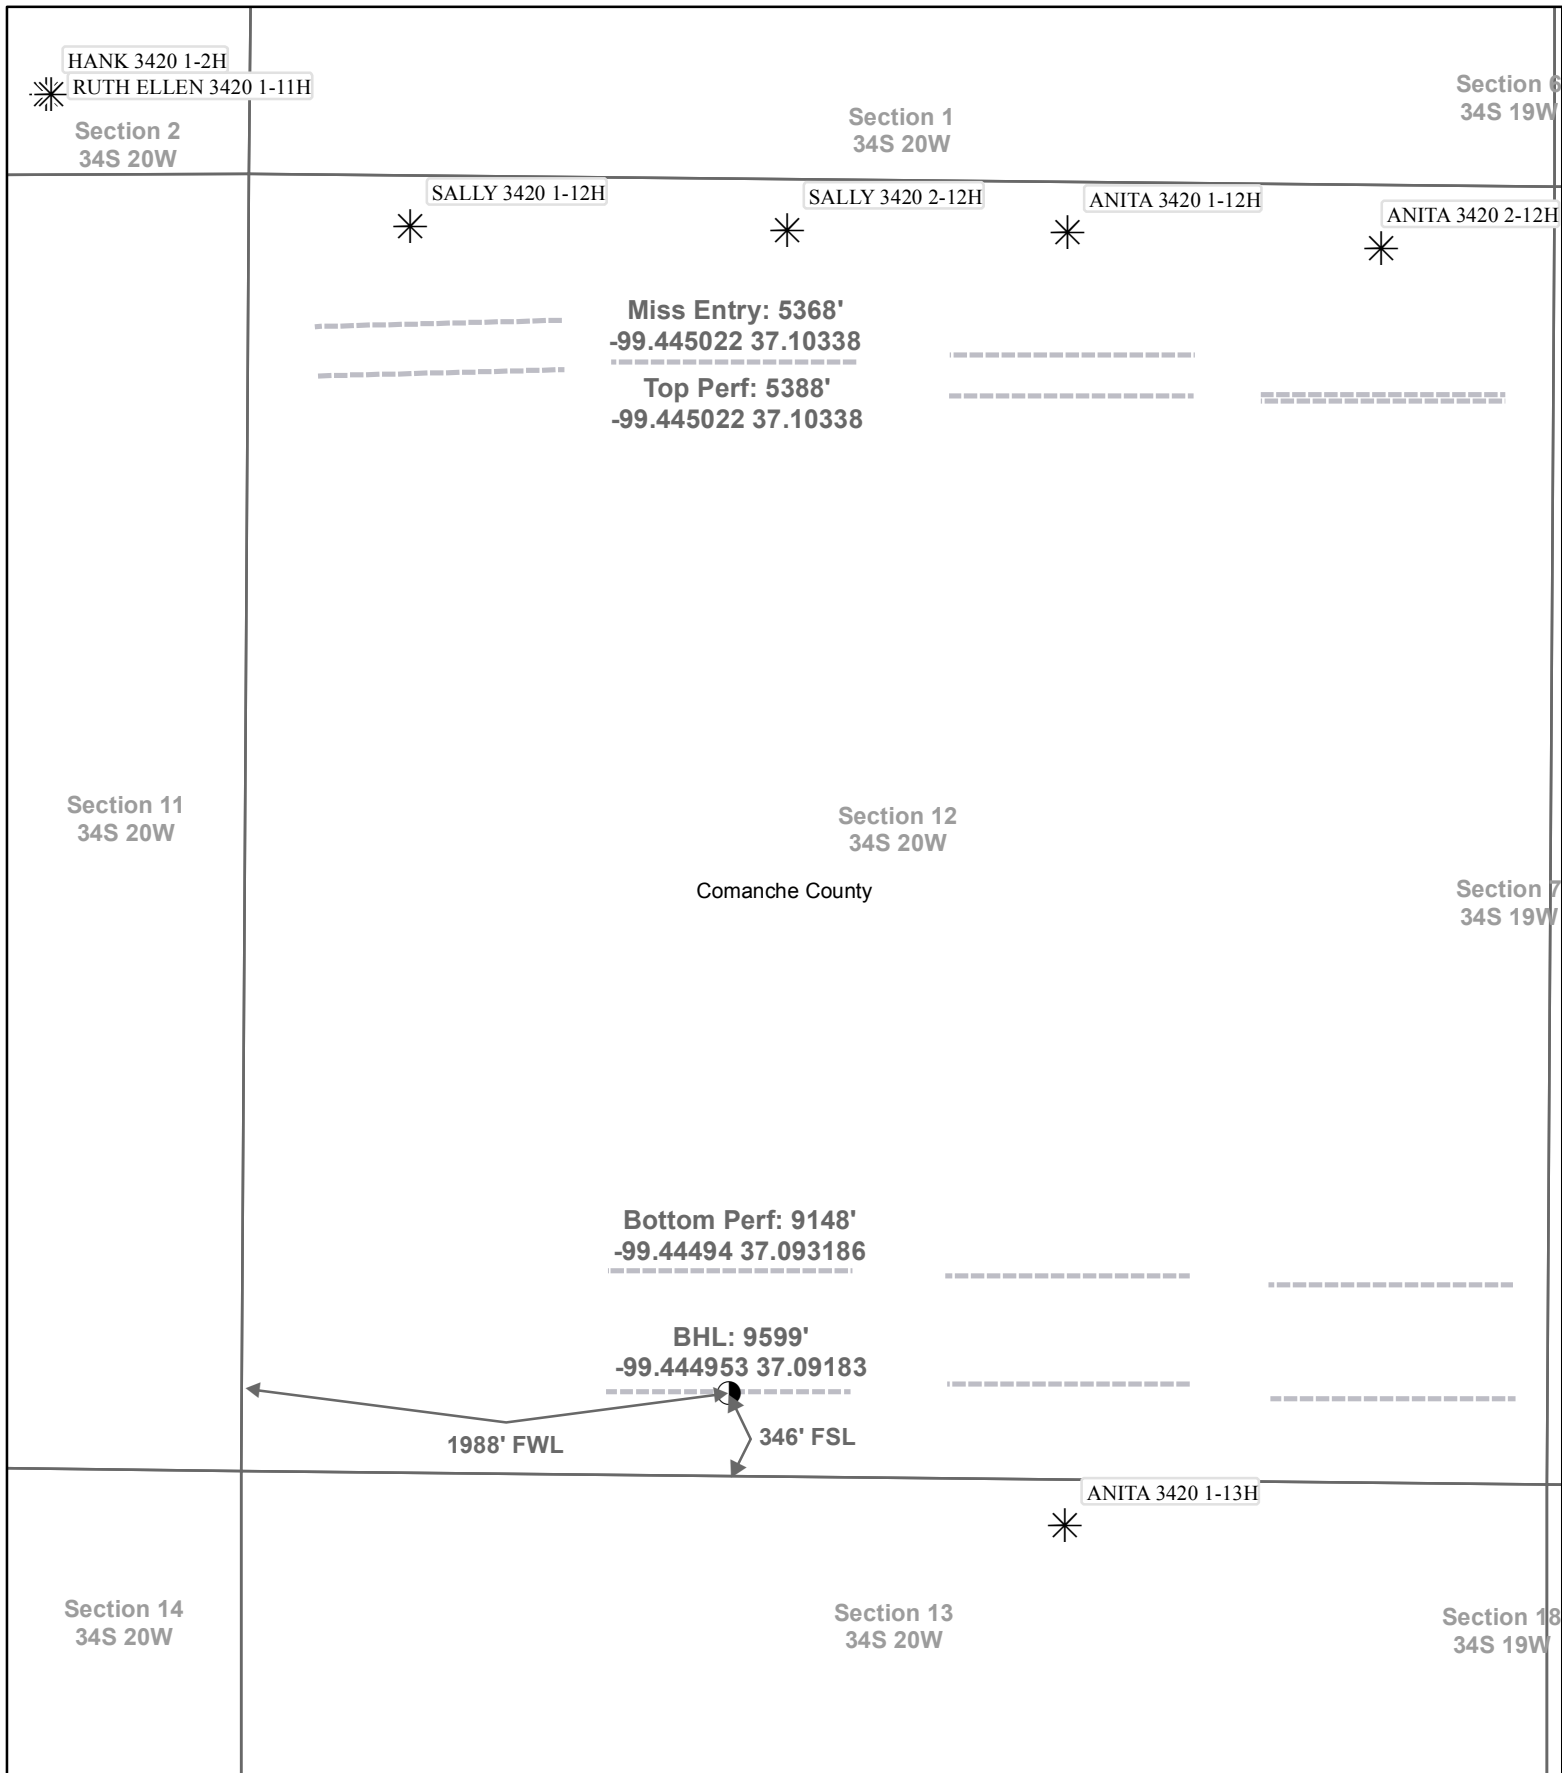 HANK 3420 1-2H
RUTH ELLEN 3420 1-11H
Section 2
34S 20W
Section 1
34S 20W
Section 6
34S 19W
SALLY 3420 1-12H
SALLY 3420 2-12H
ANITA 3420 1-12H
ANITA 3420 2-12H
Miss Entry: 5368'
-99.445022 37.10338
Top Perf: 5388'
-99.445022 37.10338
Section 11
34S 20W
Section 12
34S 20W
Comanche County
Section 7
34S 19W
Bottom Perf: 9148'
-99.44494 37.093186
BHL: 9599'
-99.444953 37.09183
1988' FWL
346' FSL
ANITA 3420 1-13H
Section 14
34S 20W
Section 13
34S 20W
Section 18
34S 19W